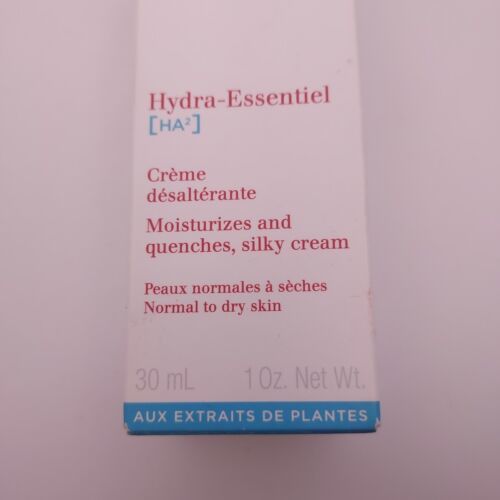 Hydra-Essentiel
[HA²]
Crème
désaltérante
Moisturizes and
quenches, silky cream
Peaux normales à sèches
Normal to dry skin
30 mL 1 Oz. Net Wt.
AUX EXTRAITS DE PLANTES